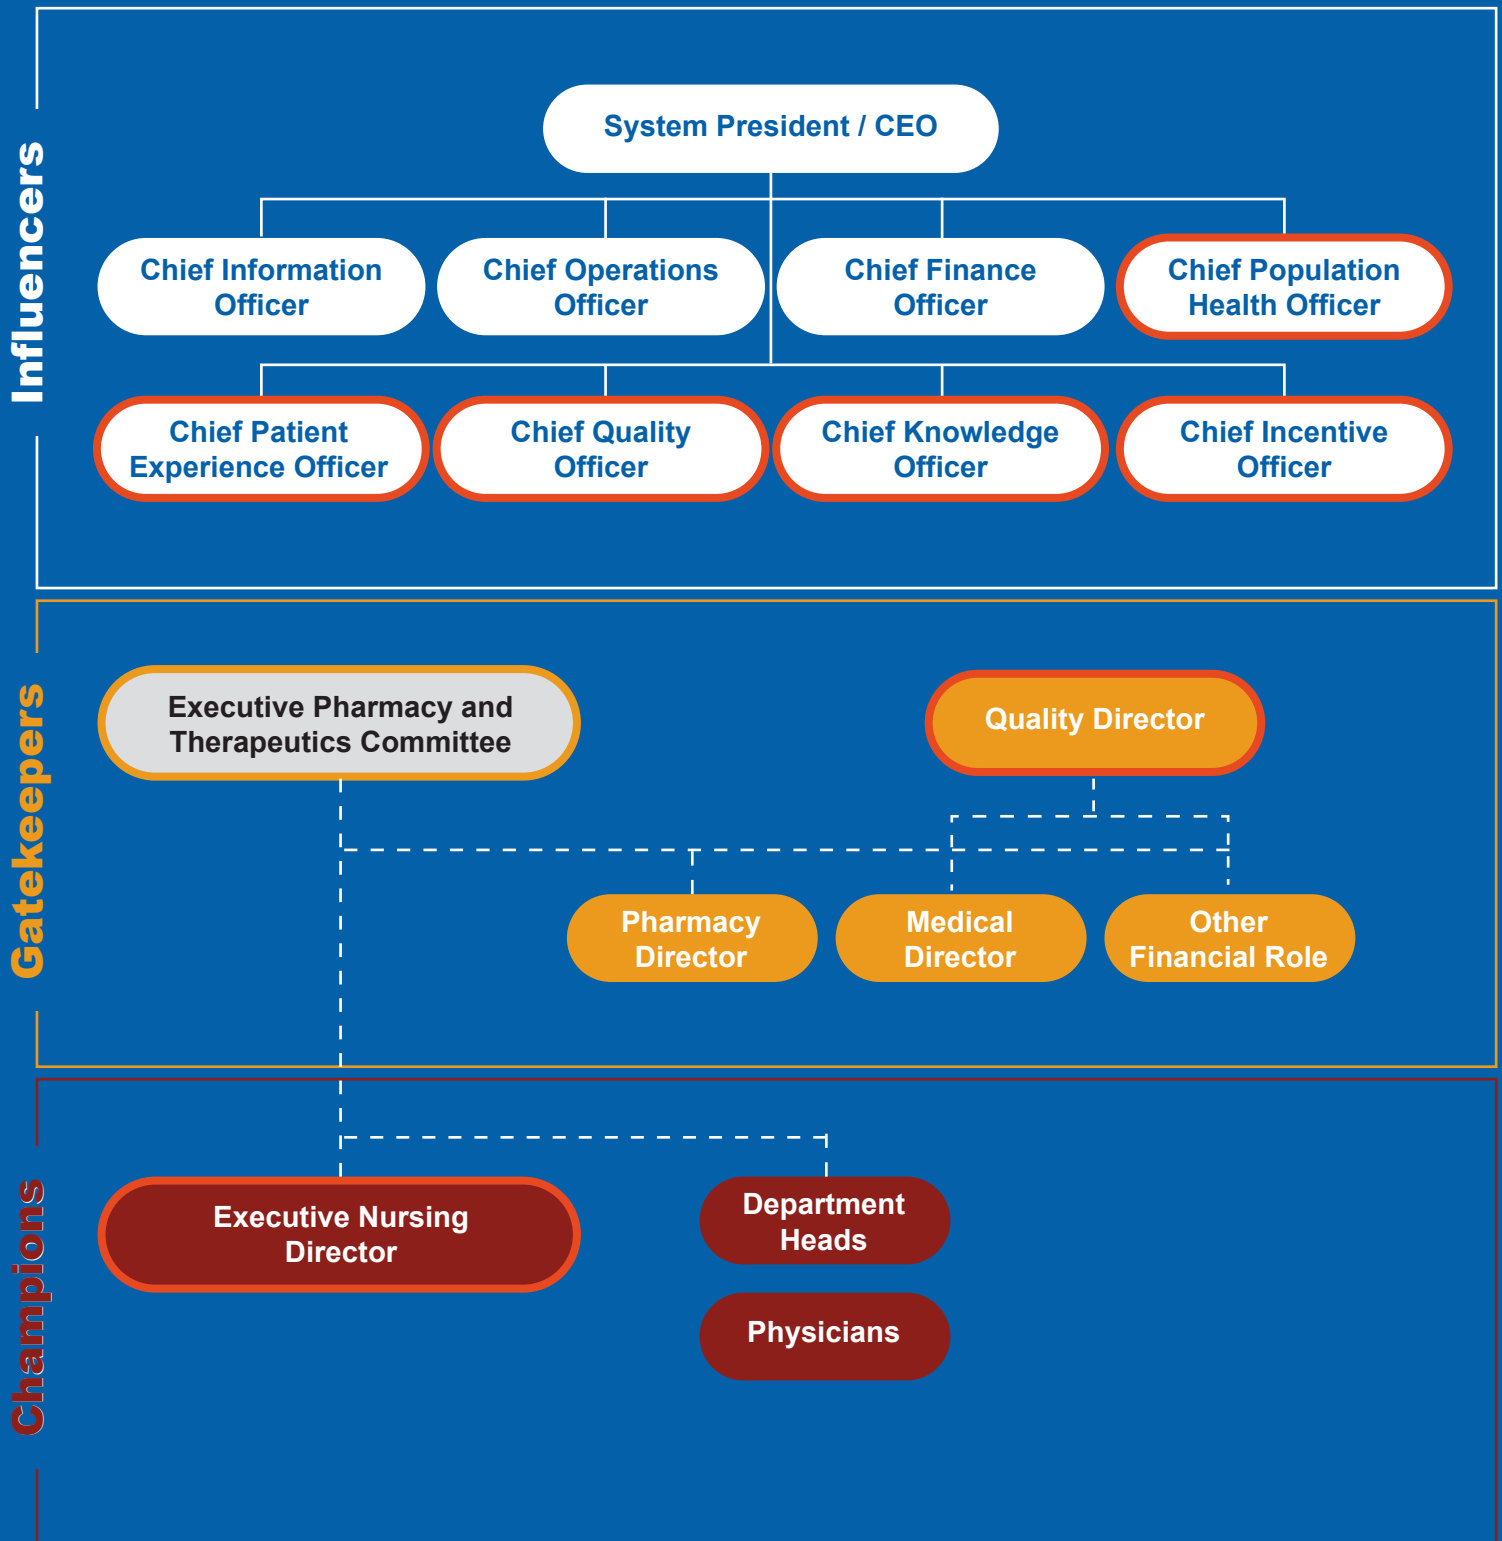 Influencers
System President / CEO
Chief Information
Officer
Chief Operations
Officer
Chief Finance
Officer
Chief Population
Health Officer
Chief Patient
Experience Officer
Chief Quality
Officer
Chief Knowledge
Officer
Chief Incentive
Officer
Gatekeepers
Executive Pharmacy and
Therapeutics Committee
Quality Director
Pharmacy
Director
Medical
Director
Other
Financial Role
Champions
Executive Nursing
Director
Department
Heads
Physicians